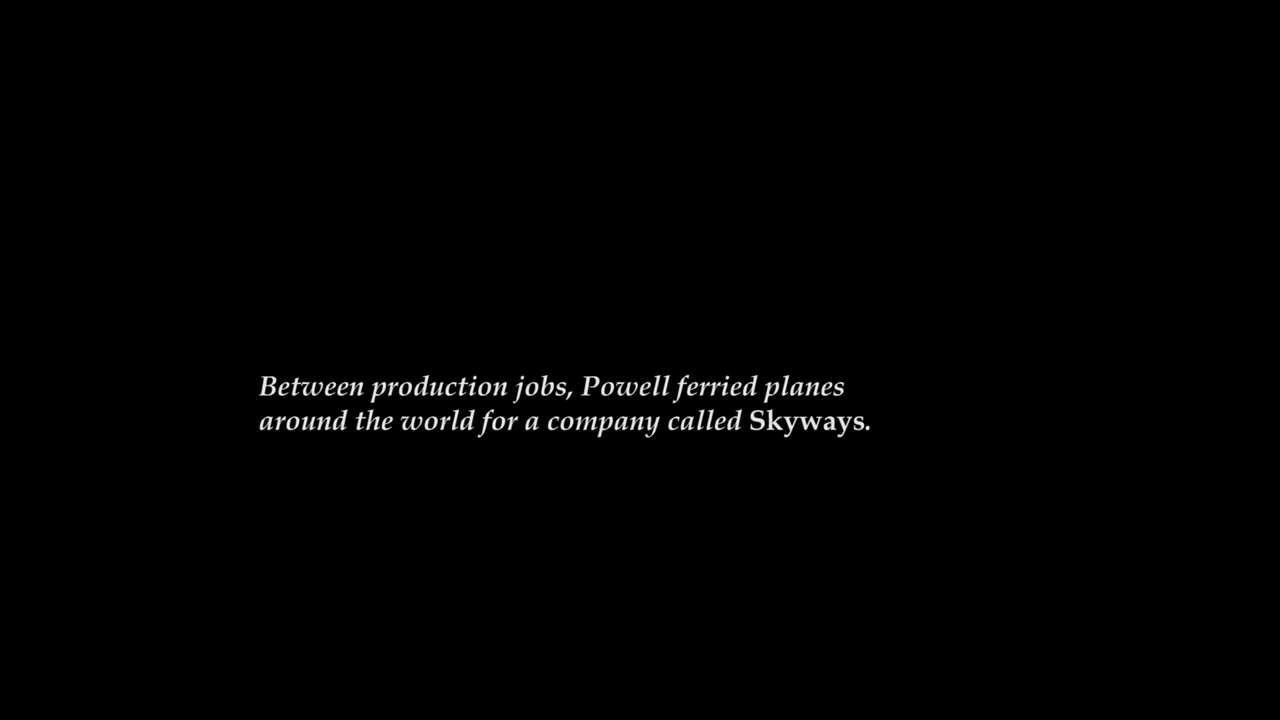 Between production jobs, Powell ferried planes
around the world for a company called Skyways.